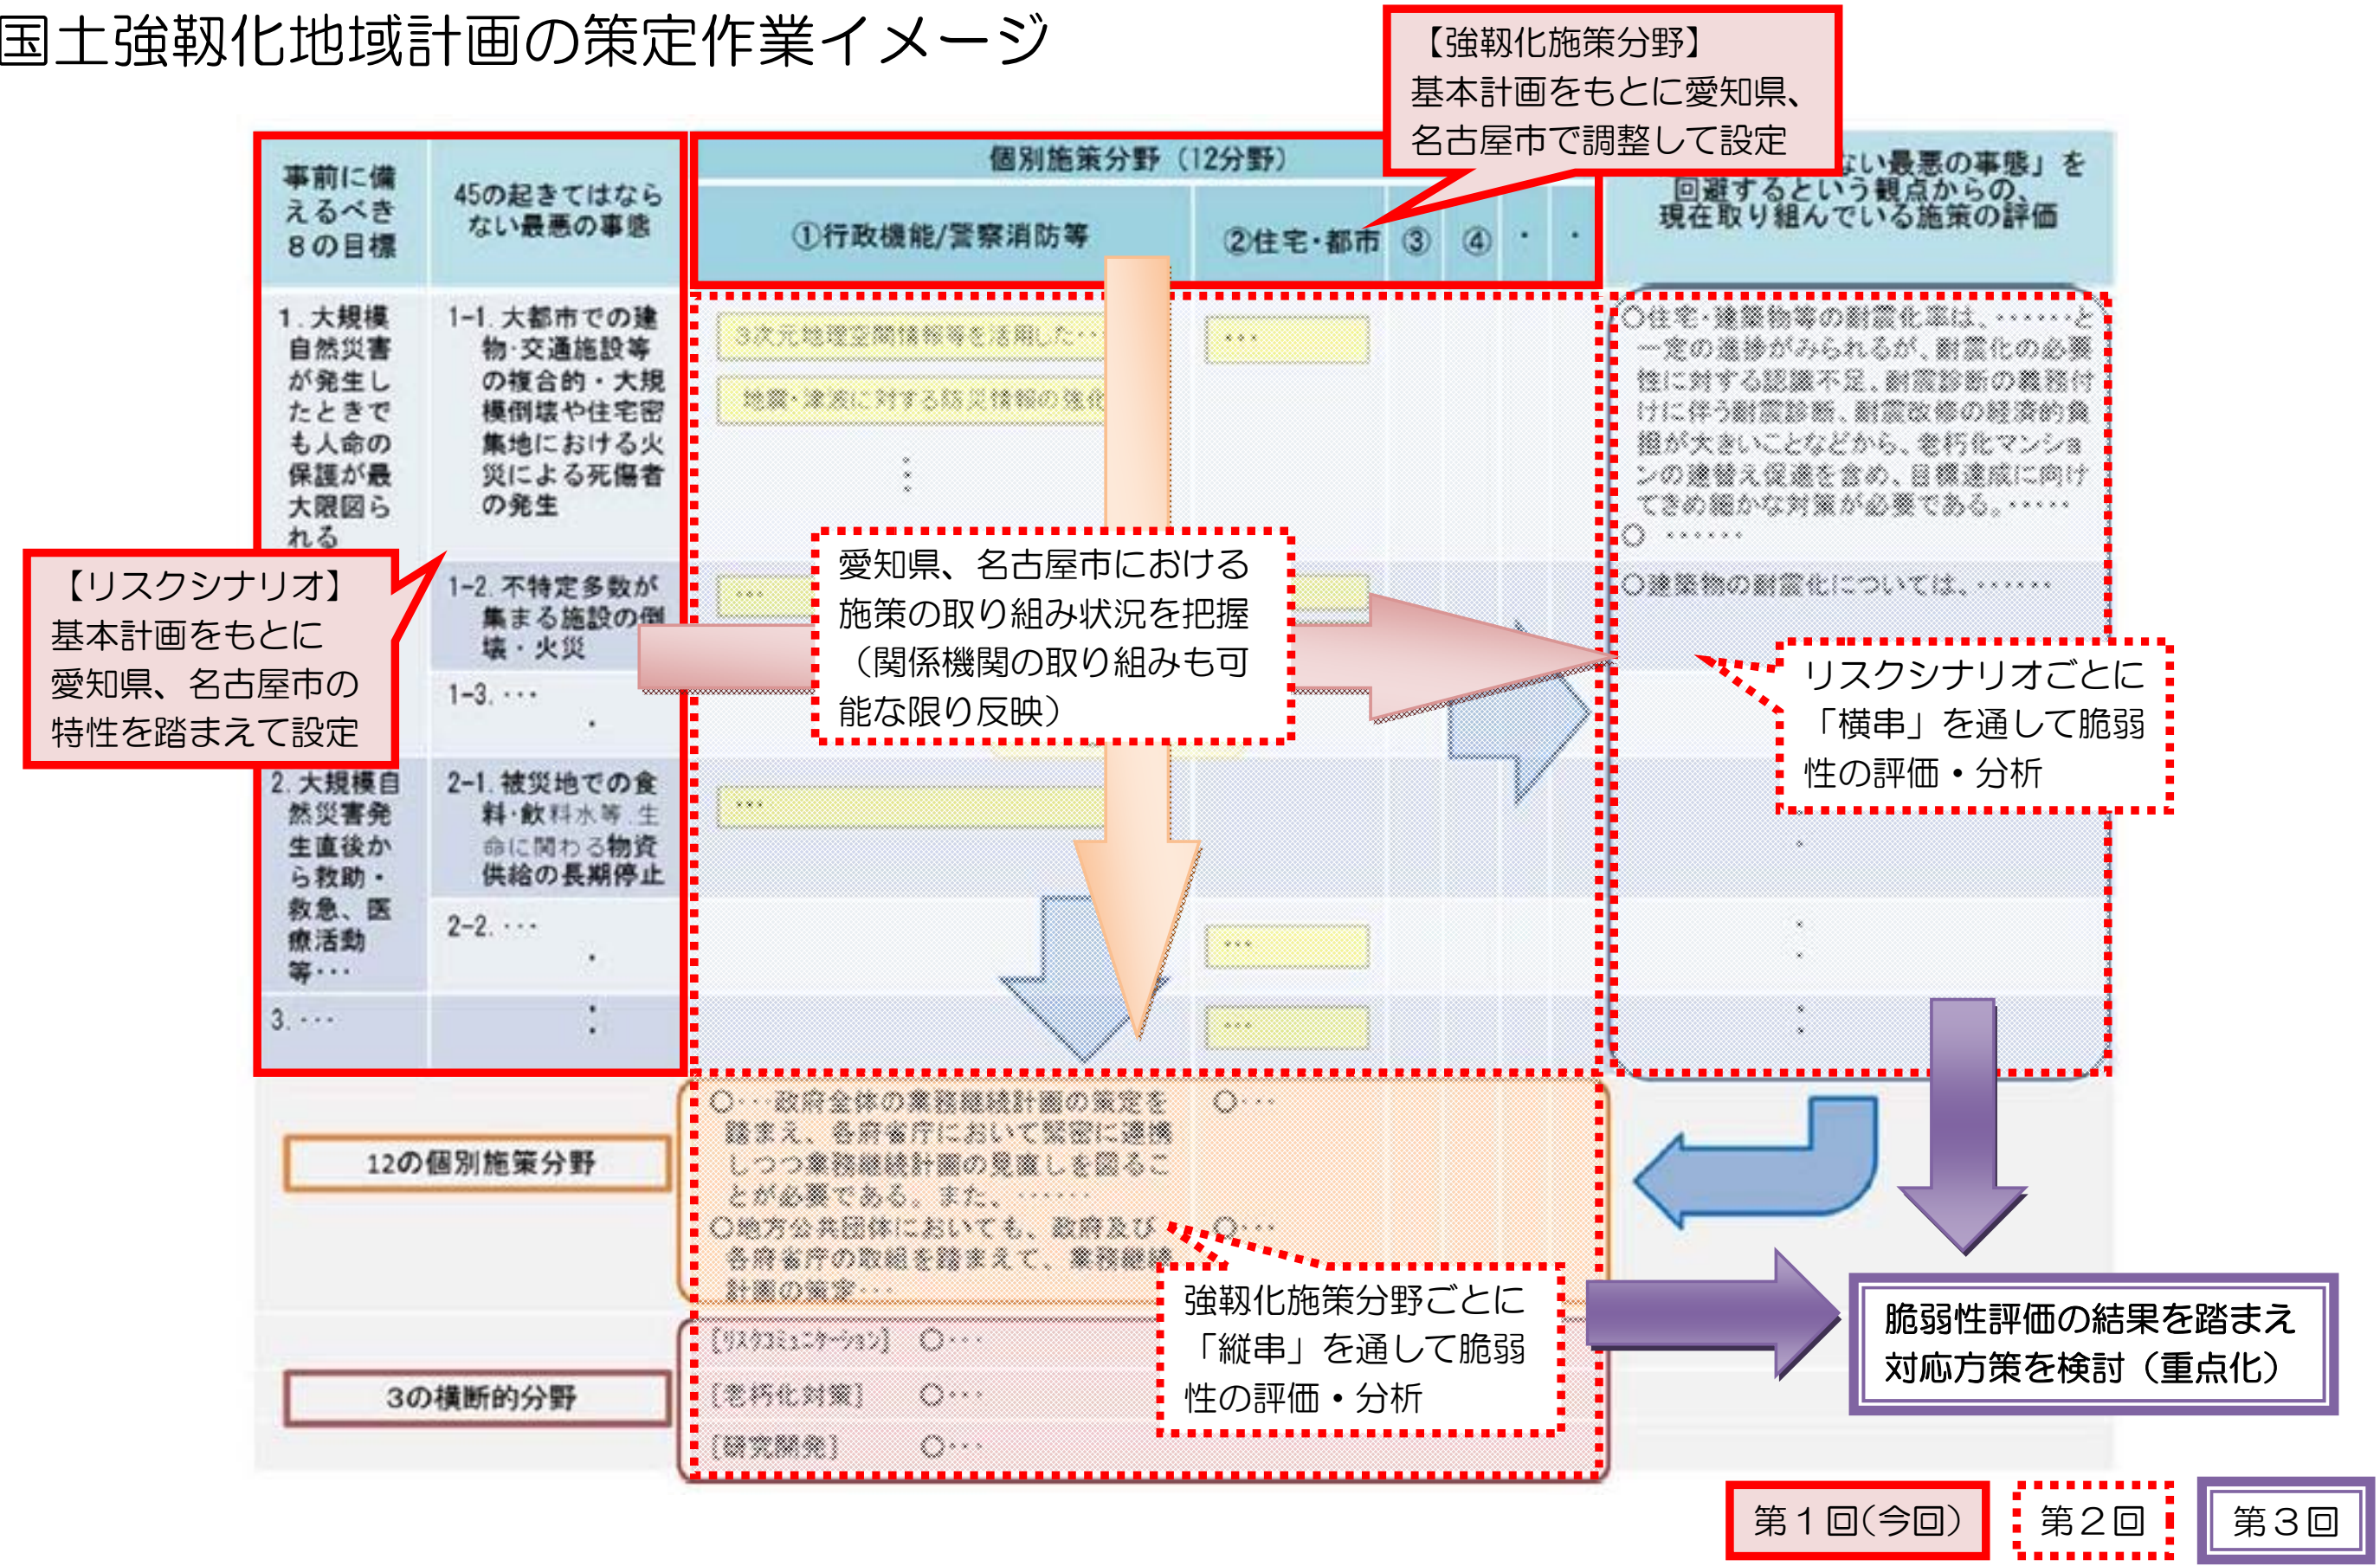 国土強靱化地域計画の策定作業イメージ
【強靱化施策分野】
基本計画をもとに愛知県、
名古屋市で調整して設定
事前に備
えるべき
8の目標
45の起きてはなら
ない最悪の事態
個別施策分野（12分野）
①行政機能/警察消防等
②住宅・都市
③
④
・
・
ない最悪の事態」を
回避するという観点からの、
現在取り組んでいる施策の評価
1. 大規模
自然災害
が発生し
たときで
も人命の
保護が最
大限図ら
れる
1-1. 大都市での建
物・交通施設等
の複合的・大規
模倒壊や住宅密
集地における火
災による死傷者
の発生
3次元地理空間情報等を活用した・・
・・・
地震・津波に対する防災情報の強化
○住宅・建築物等の耐震化率は、・・・・・・と
一定の進捗がみられるが、耐震化の必要
性に対する認識不足、耐震診断の義務付
けに伴う耐震診断、耐震改修の経済的負
担が大きいことなどから、老朽化マンショ
ンの建替え促進を含め、目標達成に向け
てきめ細かな対策が必要である。・・・・・
○ ・・・・・・
【リスクシナリオ】
基本計画をもとに
愛知県、名古屋市の
特性を踏まえて設定
1-2. 不特定多数が
集まる施設の倒
壊・火災
・・・
○建築物の耐震化については、・・・・・・
愛知県、名古屋市における
施策の取り組み状況を把握
（関係機関の取り組みも可
能な限り反映）
リスクシナリオごとに
「横串」を通して脆弱
性の評価・分析
1-3. ・・・
2. 大規模自
然災害発
生直後か
ら救助・
救急、医
療活動
等・・・
2-1. 被災地での食
料・飲料水等、生
命に関わる物資
供給の長期停止
・・・
2-2. ・・・
・・・
3. ・・・
・・・
12の個別施策分野
○・・・政府全体の業務継続計画の策定を
踏まえ、各府省庁において緊密に連携
しつつ業務継続計画の見直しを図るこ
とが必要である。また、・・・・・・
○地方公共団体においても、政府及び
各府省庁の取組を踏まえて、業務継続
計画の策定・・・
○・・・
○・・・
強靱化施策分野ごとに
「縦串」を通して脆弱
性の評価・分析
脆弱性評価の結果を踏まえ
対応方策を検討（重点化）
3の横断的分野
[リスクコミュニケーション] ○・・・
[老朽化対策] ○・・・
[研究開発] ○・・・
第１回(今回)
第２回
第３回